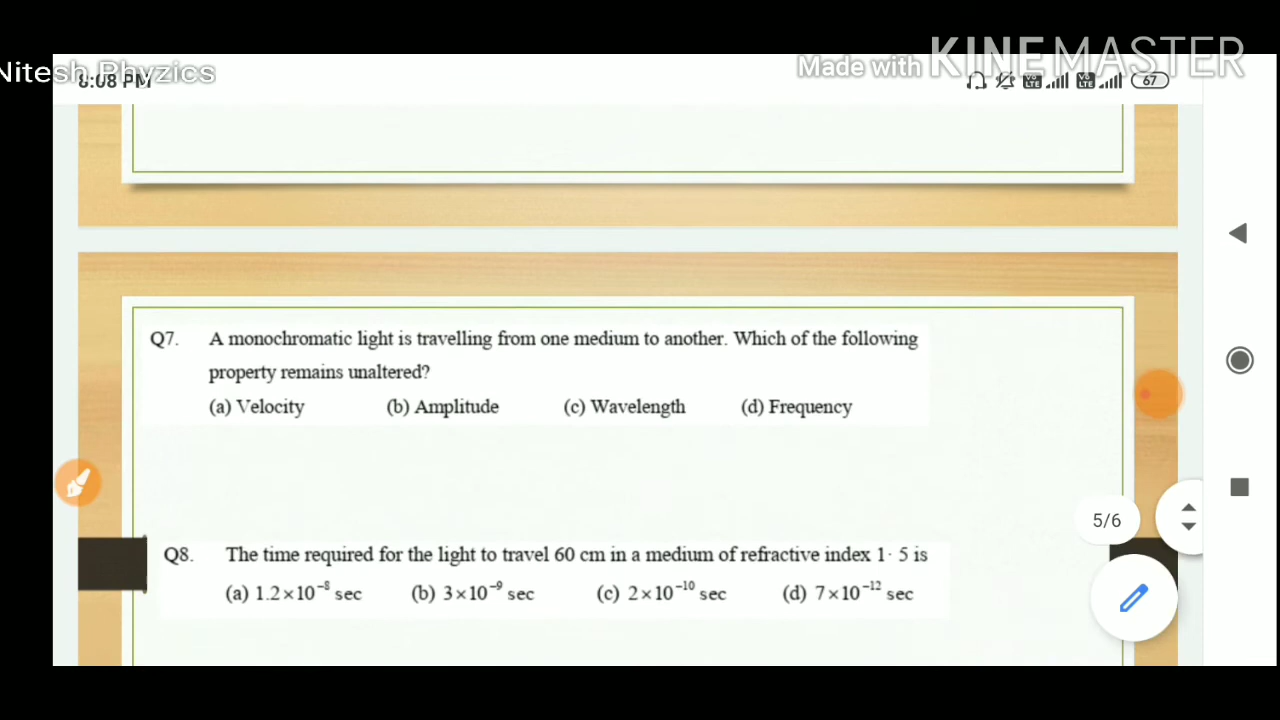 Nitesh Phyzics
Made with KINEMASTER
8:08 PM
67
Q7. A monochromatic light is travelling from one medium to another. Which of the following
property remains unaltered?
(a) Velocity (b) Amplitude (c) Wavelength (d) Frequency
5/6
Q8. The time required for the light to travel 60 cm in a medium of refractive index 1· 5 is
(a) 1.2×10⁻⁸ sec (b) 3×10⁻⁹ sec (c) 2×10⁻¹⁰ sec (d) 7×10⁻¹² sec